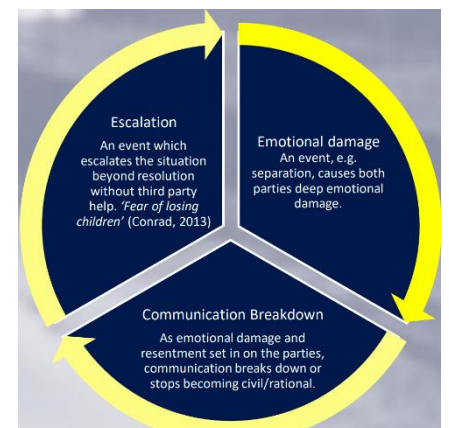 Escalation
An event which
escalates the situation
beyond resolution
without third party
help. ‘Fear of losing
children’ (Conrad, 2013)
Emotional damage
An event, e.g.
separation, causes both
parties deep emotional
damage.
Communication Breakdown
As emotional damage and
resentment set in on the parties,
communication breaks down or
stops becoming civil/rational.